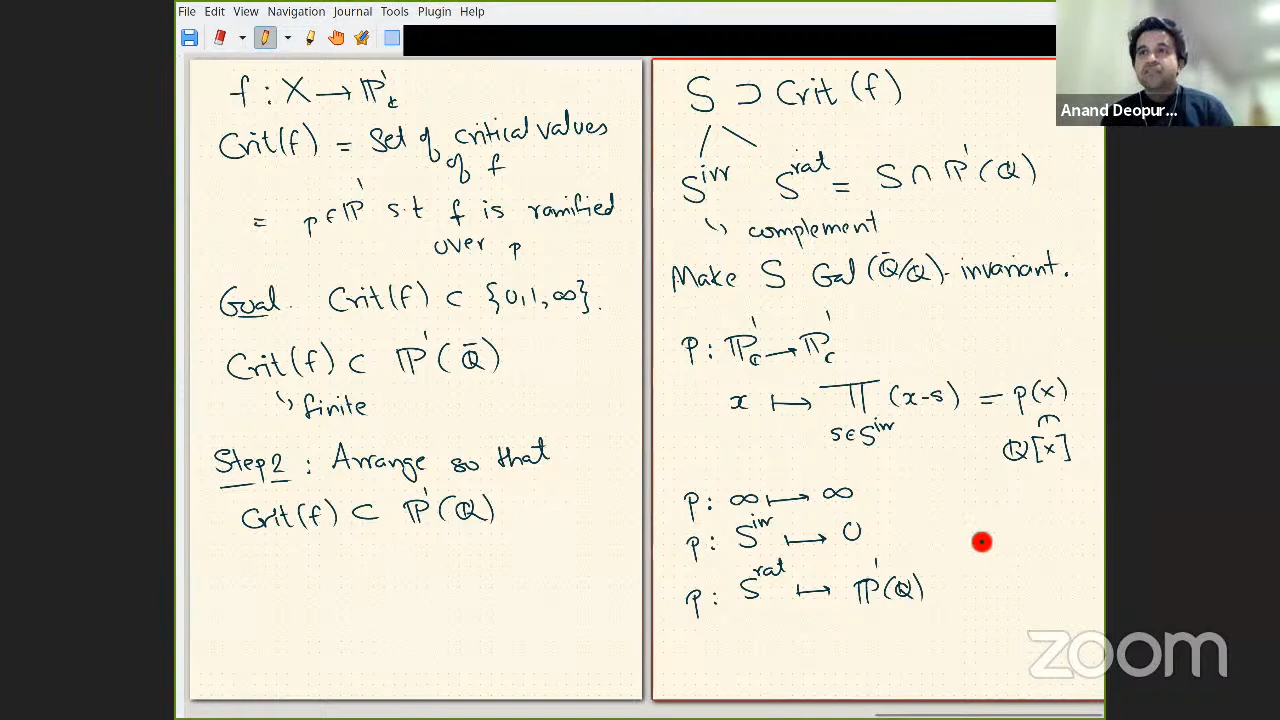 File Edit View Navigation Journal Tools Plugin Help
f : X → ℙ¹_t
Crit(f) = Set of critical values of f
= p ∈ ℙ¹ s.t f is ramified over p
Goal. Crit(f) ⊂ {0,1,∞}.
Crit(f) ⊂ ℙ¹(ℚ̄)
↳ finite
Step 2 : Arrange so that
Crit(f) ⊂ ℙ¹(ℚ)
S ⊃ Crit(f)
S^irr S^rat = S ∩ ℙ¹(ℚ)
↳ complement
Make S Gal(ℚ̄/ℚ)-invariant.
p : ℙ¹_C → ℙ¹_C
x ↦ ∏ (x-s) = p(x)
s∈S^irr
∩
ℚ[x]
p : ∞ ↦ ∞
p : S^irr ↦ 0
p : S^rat ↦ ℙ¹(ℚ)
Anand Deopur...
zoom